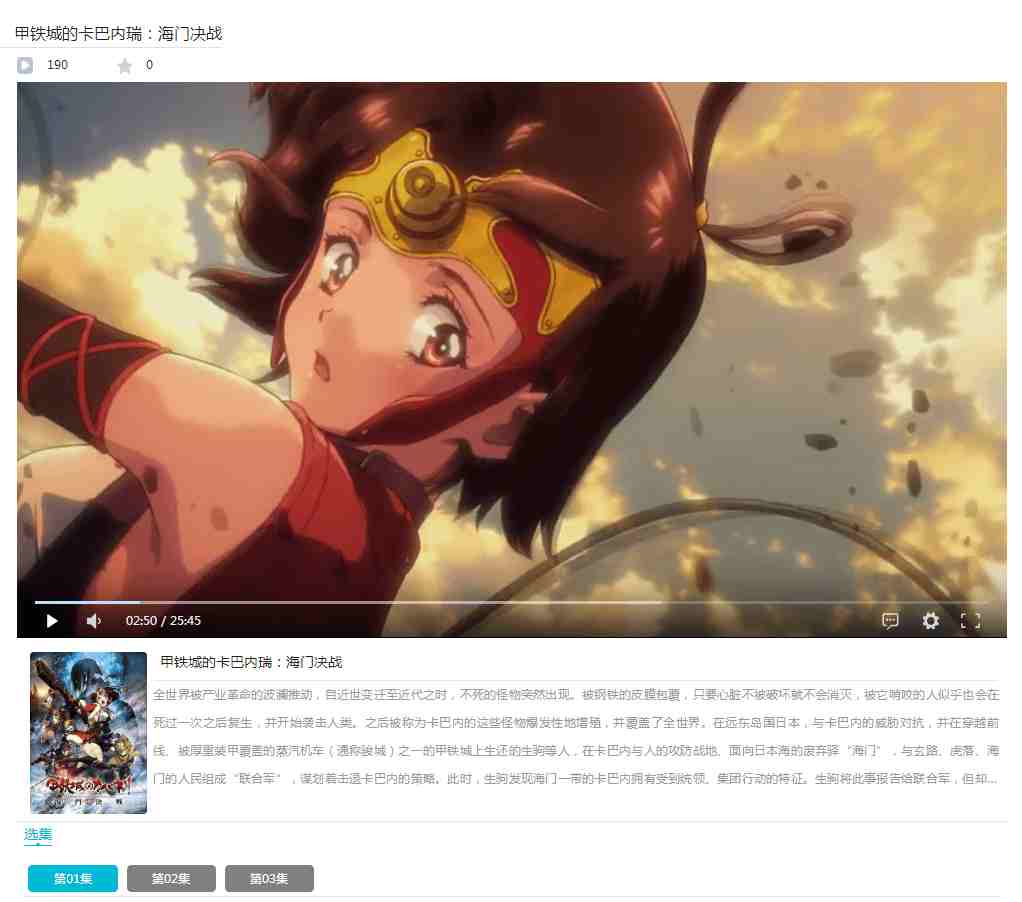 甲铁城的卡巴内瑞：海门决战
190 0
02:50 / 25:45
甲铁城的卡巴内瑞：海门决战
全世界被产业革命的波澜推动，自近世变迁至近代之时，不死的怪物突然出现。被钢铁的皮膜包覆，只要心脏不被破坏就不会消灭，被它啃咬的人似乎也会在
死过一次之后复生，并开始袭击人类。之后被称为卡巴内的这些怪物爆发性地增殖，并覆盖了全世界。在远东岛国日本，与卡巴内的威胁对抗，并在穿越前
线、被厚重装甲覆盖的蒸汽机车（通称骏城）之一的甲铁城上生还的生驹等人，在卡巴内与人的攻防战地、面向日本海的废弃驿“海门”，与玄路、虎落、海
门的人民组成“联合军”，谋划着击退卡巴内的策略。此时，生驹发现海门一带的卡巴内拥有受到统领、集团行动的特征。生驹将此事报告给联合军，但却...
选集
第01集 第02集 第03集